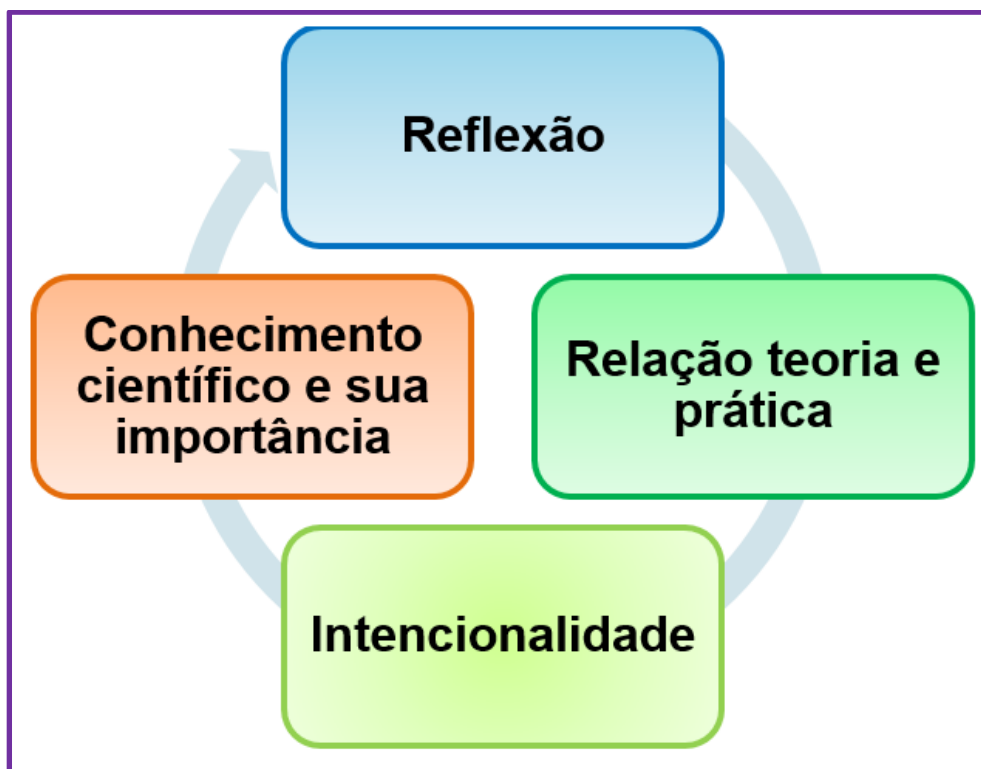 Reflexão
Relação teoria e
prática
Intencionalidade
Conhecimento
científico e sua
importância